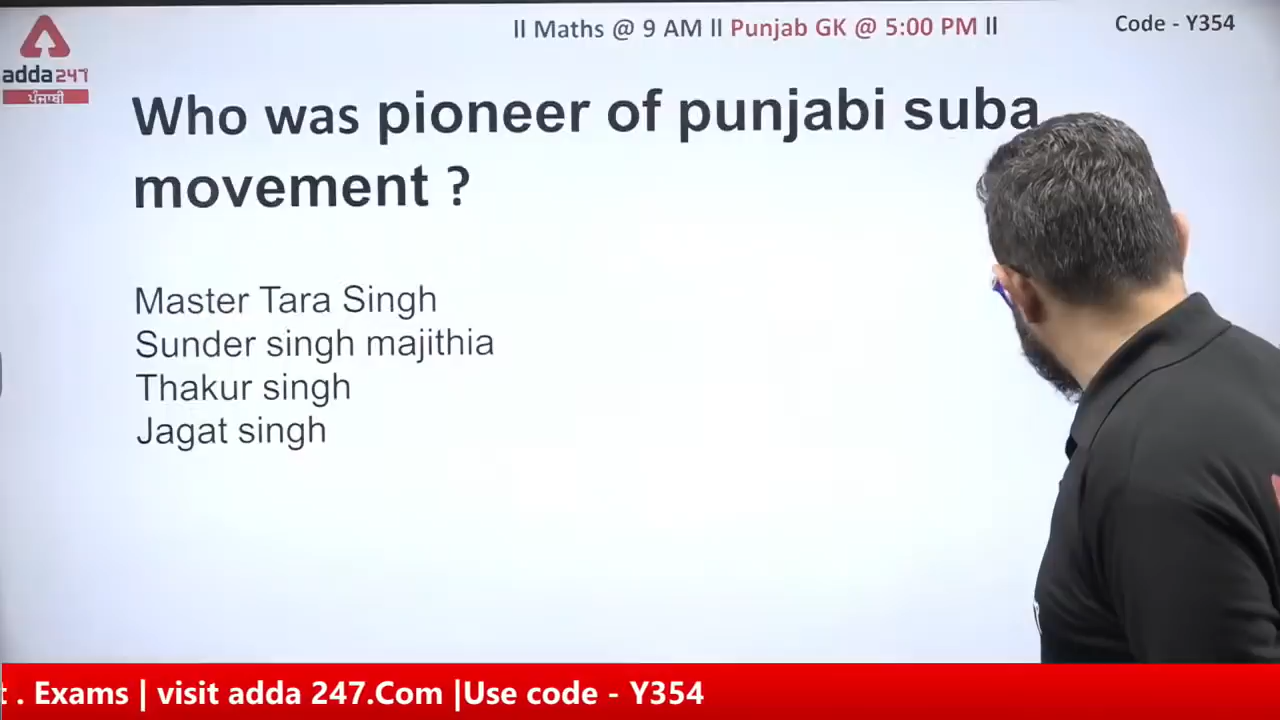 ll Maths @ 9 AM ll Punjab GK @ 5:00 PM ll
Code - Y354
adda247
ਪੰਜਾਬੀ
Who was pioneer of punjabi suba
movement ?
Master Tara Singh
Sunder singh majithia
Thakur singh
Jagat singh
. Exams | visit adda 247.Com |Use code - Y354